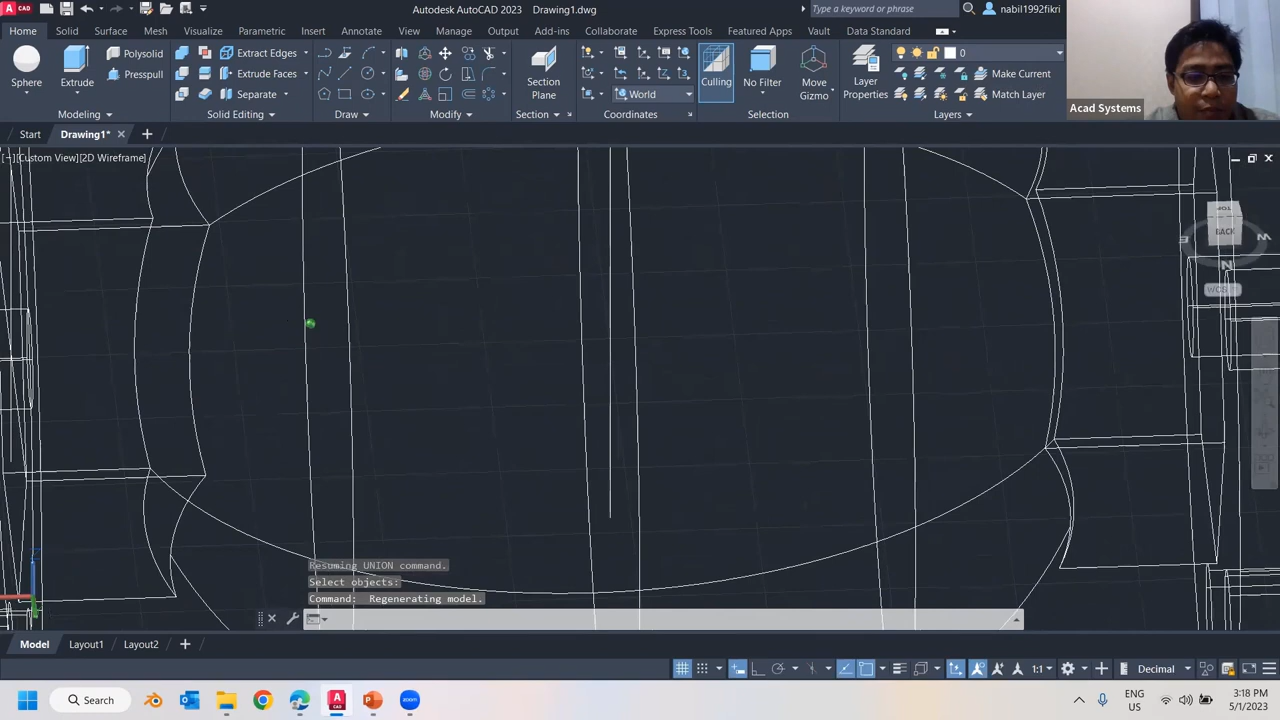 CAD
Share
Autodesk AutoCAD 2023 Drawing1.dwg
Type a keyword or phrase
nabil1992fikri
Home Solid Surface Mesh Visualize Parametric Insert Annotate View Manage Output Add-ins Collaborate Express Tools Featured Apps Vault Data Standard
Sphere
Extrude
Polysolid
Presspull
Extract Edges
Extrude Faces
Separate
Section Plane
World
Culling
No Filter
Move Gizmo
Layer Properties
0
Make Current
Match Layer
Modeling
Solid Editing
Draw
Modify
Section
Coordinates
Selection
Layers
Acad Systems
Start
Drawing1*
[−][Custom View][2D Wireframe]
TOP
BACK
E
W
N
WCS
Resuming UNION command.
Select objects:
Command: Regenerating model.
Model Layout1 Layout2
1:1
Decimal
Search
ENG
US
3:18 PM
5/1/2023